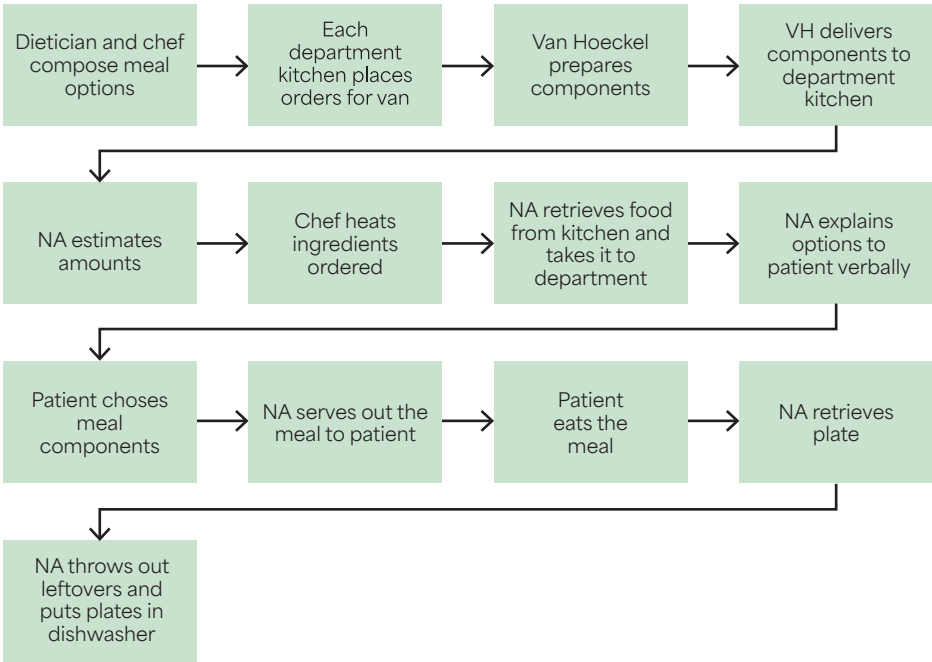 Dietician and chef
compose meal
options
Each
department
kitchen places
orders for van
Van Hoeckel
prepares
components
VH delivers
components to
department
kitchen
NA estimates
amounts
Chef heats
ingredients
ordered
NA retrieves food
from kitchen and
takes it to
department
NA explains
options to
patient verbally
Patient choses
meal
components
NA serves out the
meal to patient
Patient
eats the
meal
NA retrieves
plate
NA throws out
leftovers and
puts plates in
dishwasher